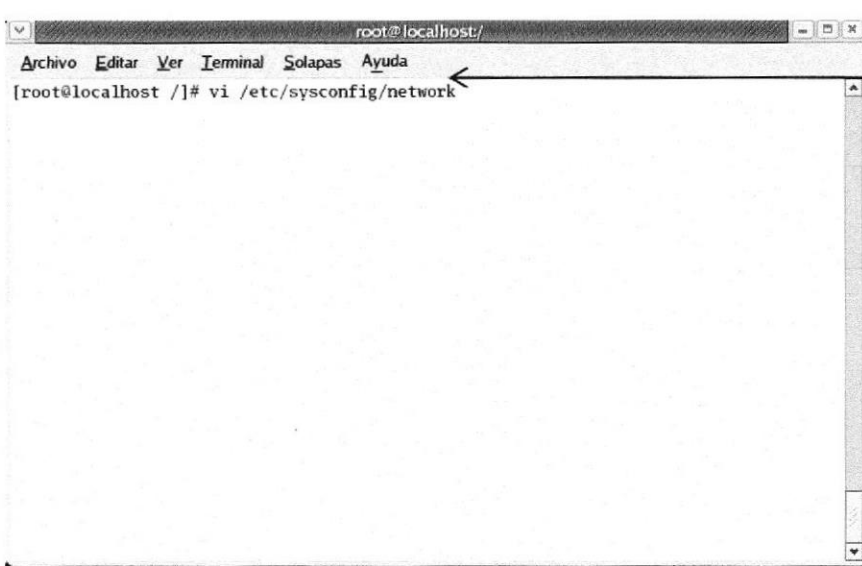 root@localhost:/
Archivo Editar Ver Terminal Solapas Ayuda
[root@localhost /]# vi /etc/sysconfig/network